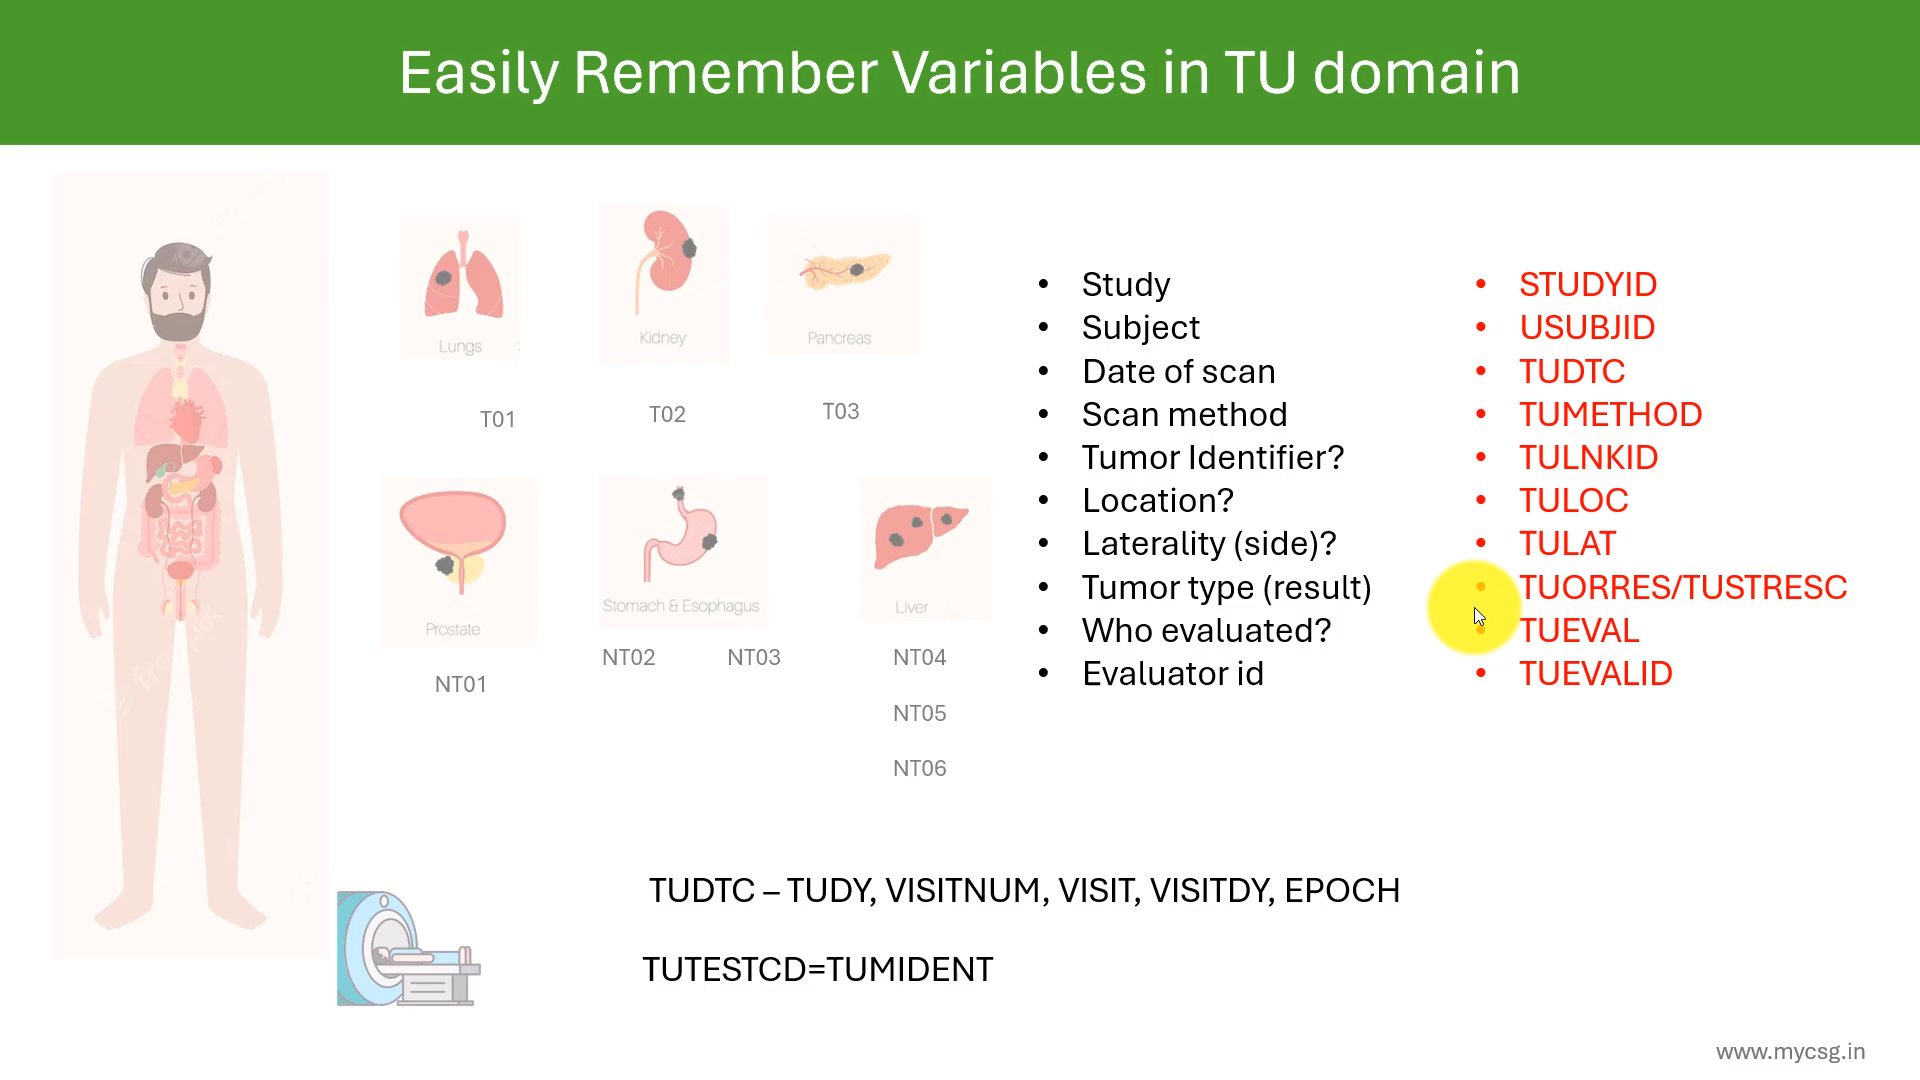 Easily Remember Variables in TU domain
Lungs
Kidney
Pancreas
T01
T02
T03
Prostate
Stomach & Esophagus
Liver
NT01
NT02
NT03
NT04
NT05
NT06
• Study
• Subject
• Date of scan
• Scan method
• Tumor Identifier?
• Location?
• Laterality (side)?
• Tumor type (result)
• Who evaluated?
• Evaluator id
• STUDYID
• USUBJID
• TUDTC
• TUMETHOD
• TULNKID
• TULOC
• TULAT
• TUORRES/TUSTRESC
• TUEVAL
• TUEVALID
TUDTC – TUDY, VISITNUM, VISIT, VISITDY, EPOCH
TUTESTCD=TUMIDENT
www.mycsg.in